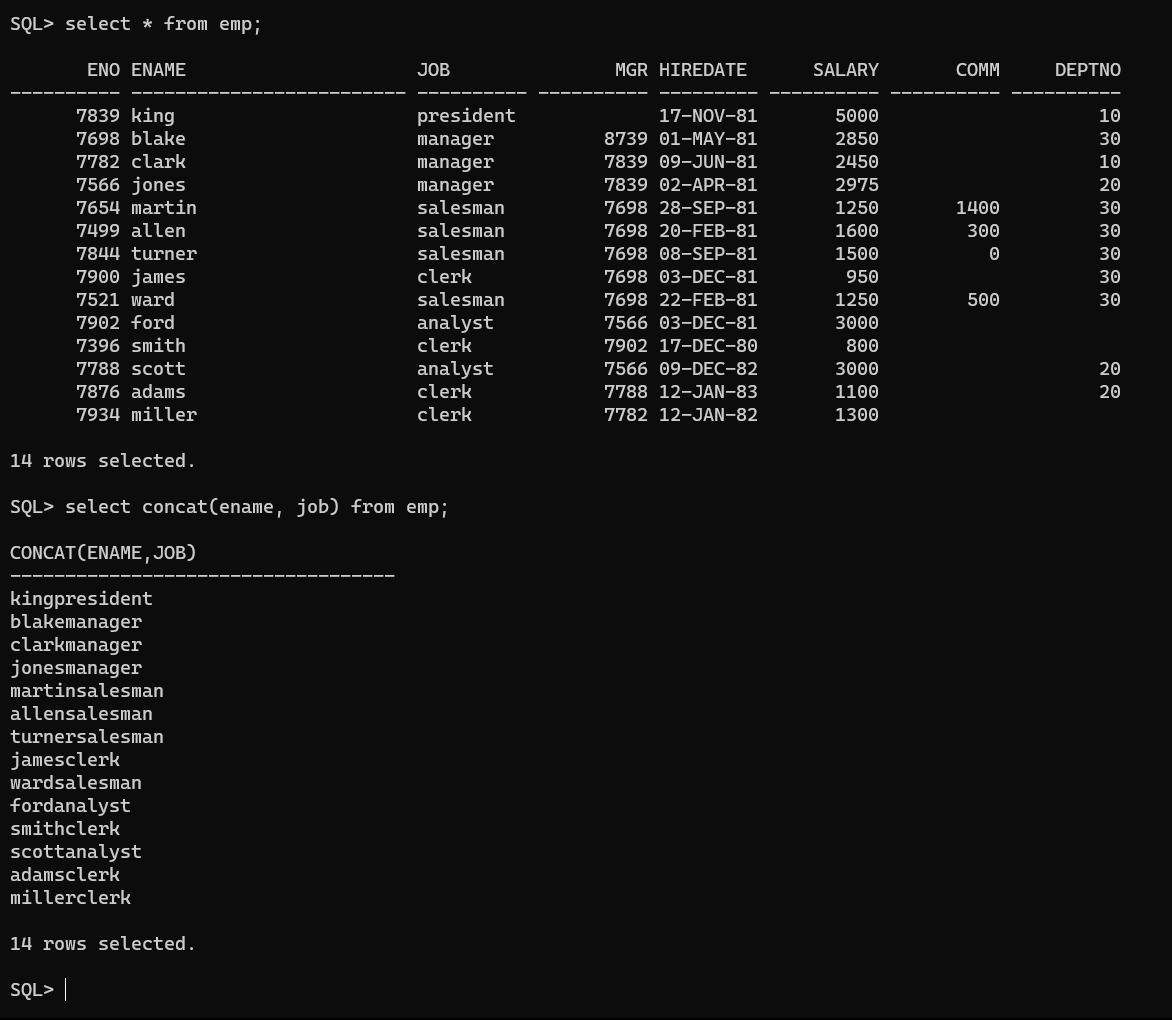 SQL> select * from emp;
       ENO ENAME                     JOB               MGR HIREDATE      SALARY       COMM     DEPTNO
---------- ------------------------- ---------- ---------- --------- ---------- ---------- ----------
      7839 king                      president             17-NOV-81       5000                    10
      7698 blake                     manager          8739 01-MAY-81       2850                    30
      7782 clark                     manager          7839 09-JUN-81       2450                    10
      7566 jones                     manager          7839 02-APR-81       2975                    20
      7654 martin                    salesman         7698 28-SEP-81       1250       1400         30
      7499 allen                     salesman         7698 20-FEB-81       1600        300         30
      7844 turner                    salesman         7698 08-SEP-81       1500          0         30
      7900 james                     clerk            7698 03-DEC-81        950                    30
      7521 ward                      salesman         7698 22-FEB-81       1250        500         30
      7902 ford                      analyst          7566 03-DEC-81       3000
      7396 smith                     clerk            7902 17-DEC-80        800
      7788 scott                     analyst          7566 09-DEC-82       3000                    20
      7876 adams                     clerk            7788 12-JAN-83       1100                    20
      7934 miller                    clerk            7782 12-JAN-82       1300
14 rows selected.
SQL> select concat(ename, job) from emp;
CONCAT(ENAME,JOB)
-----------------------------------
kingpresident
blakemanager
clarkmanager
jonesmanager
martinsalesman
allensalesman
turnersalesman
jamesclerk
wardsalesman
fordanalyst
smithclerk
scottanalyst
adamsclerk
millerclerk
14 rows selected.
SQL>